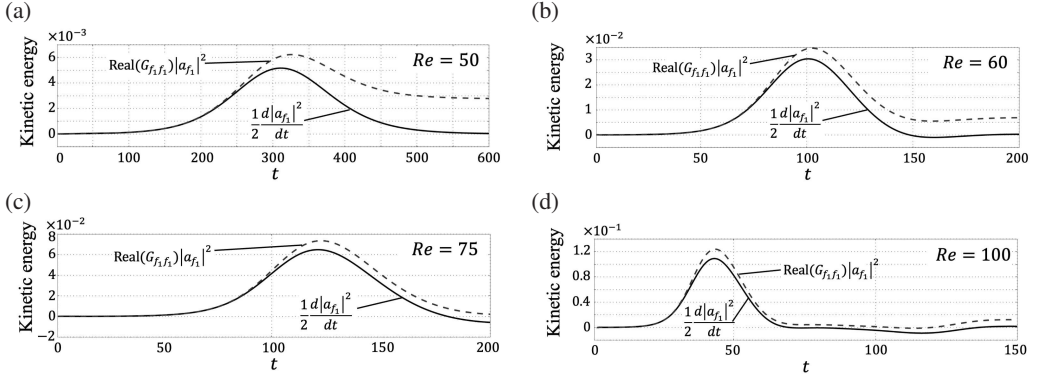 (a)
×10⁻³
Kinetic energy
6
4
2
0
Real(G_{f₁f₁})|a_{f₁}|²
1/2 d|a_{f₁}|²/dt
Re = 50
0 100 200 300 400 500 600
t
(b)
×10⁻²
Kinetic energy
3
2
1
0
Real(G_{f₁f₁})|a_{f₁}|²
1/2 d|a_{f₁}|²/dt
Re = 60
0 50 100 150 200
t
(c)
×10⁻²
Kinetic energy
8
6
4
2
0
−2
Real(G_{f₁f₁})|a_{f₁}|²
1/2 d|a_{f₁}|²/dt
Re = 75
0 50 100 150 200
t
(d)
×10⁻¹
Kinetic energy
1.2
0.8
0.4
0
Real(G_{f₁f₁})|a_{f₁}|²
1/2 d|a_{f₁}|²/dt
Re = 100
0 50 100 150
t